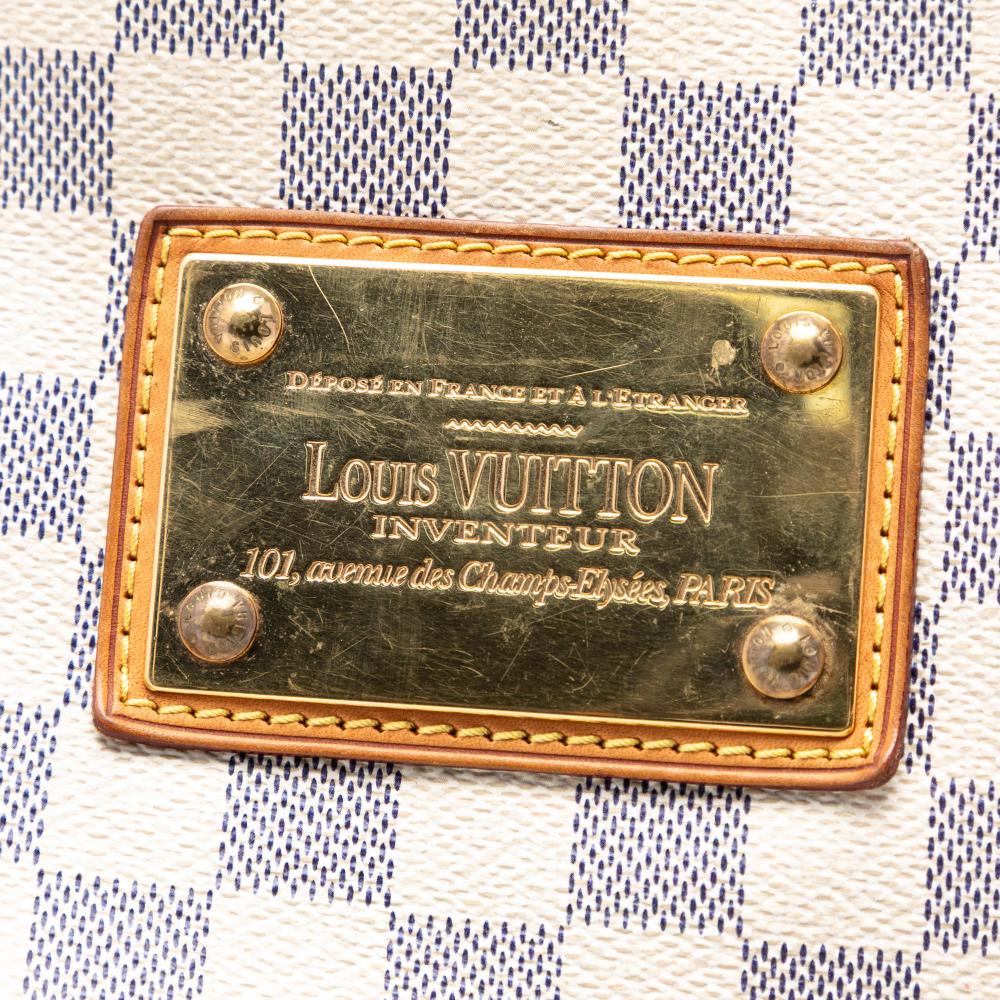 DÉPOSÉ EN FRANCE ET À L'ETRANGER
LOUIS VUITTON
INVENTEUR
101, avenue des Champs-Elysées, PARIS